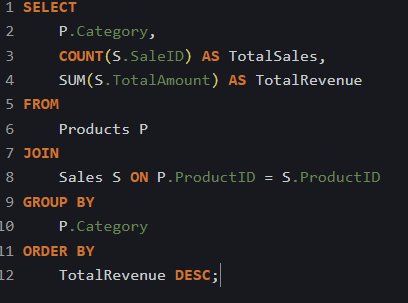 1 SELECT
2     P.Category,
3     COUNT(S.SaleID) AS TotalSales,
4     SUM(S.TotalAmount) AS TotalRevenue
5 FROM
6     Products P
7 JOIN
8     Sales S ON P.ProductID = S.ProductID
9 GROUP BY
10     P.Category
11 ORDER BY
12     TotalRevenue DESC;